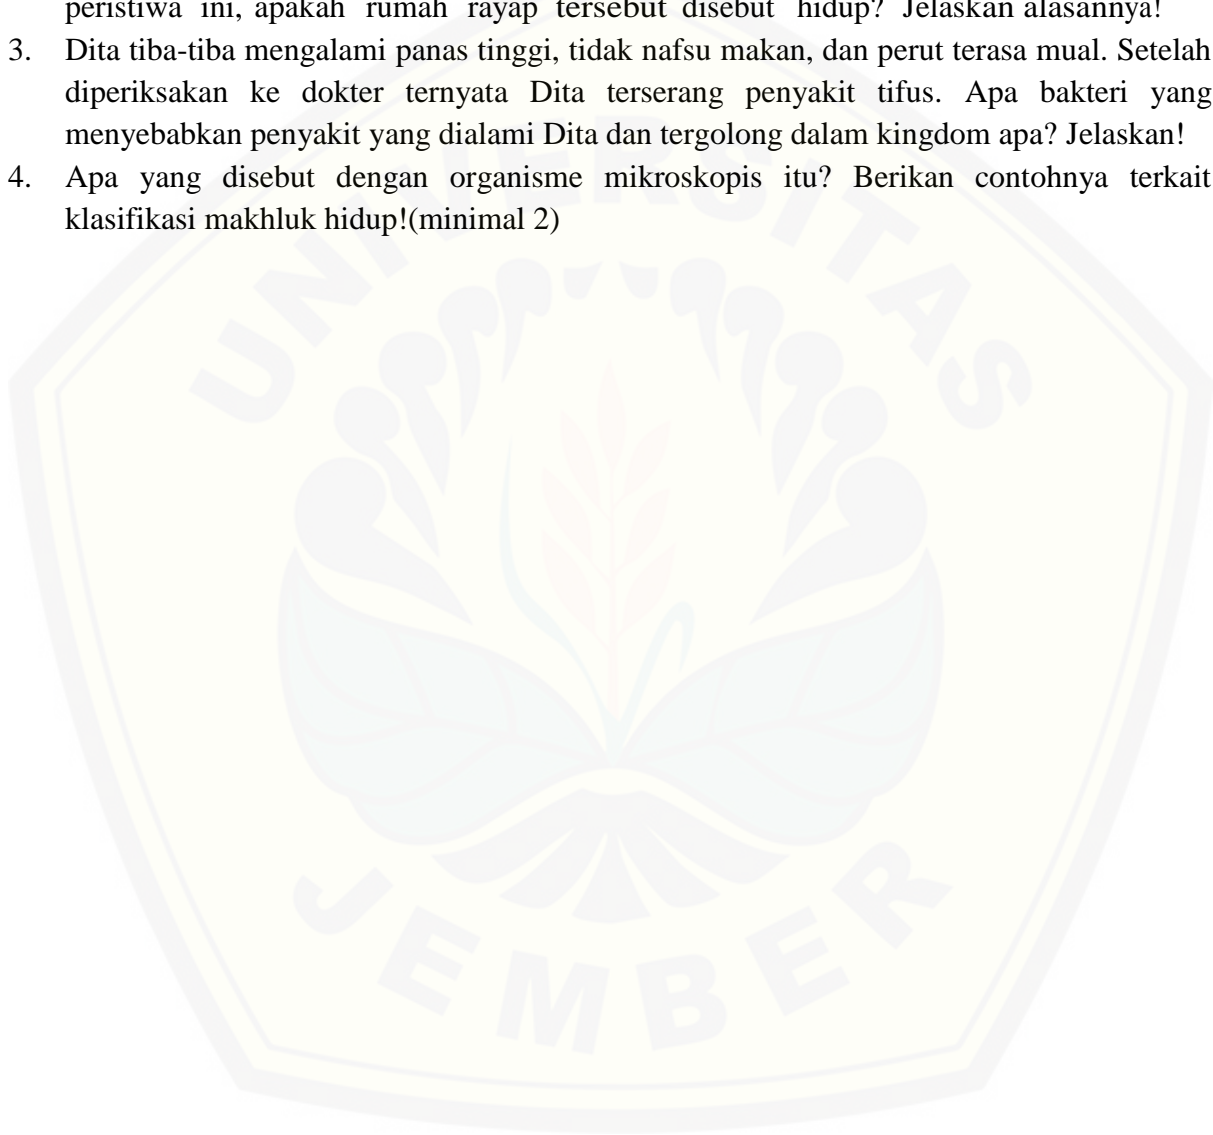 peristiwa ini, apakah rumah rayap tersebut disebut hidup? Jelaskan alasannya!
3. Dita tiba-tiba mengalami panas tinggi, tidak nafsu makan, dan perut terasa mual. Setelah
diperiksakan ke dokter ternyata Dita terserang penyakit tifus. Apa bakteri yang
menyebabkan penyakit yang dialami Dita dan tergolong dalam kingdom apa? Jelaskan!
4. Apa yang disebut dengan organisme mikroskopis itu? Berikan contohnya terkait
klasifikasi makhluk hidup!(minimal 2)
UNIVERSITAS
JEMBER